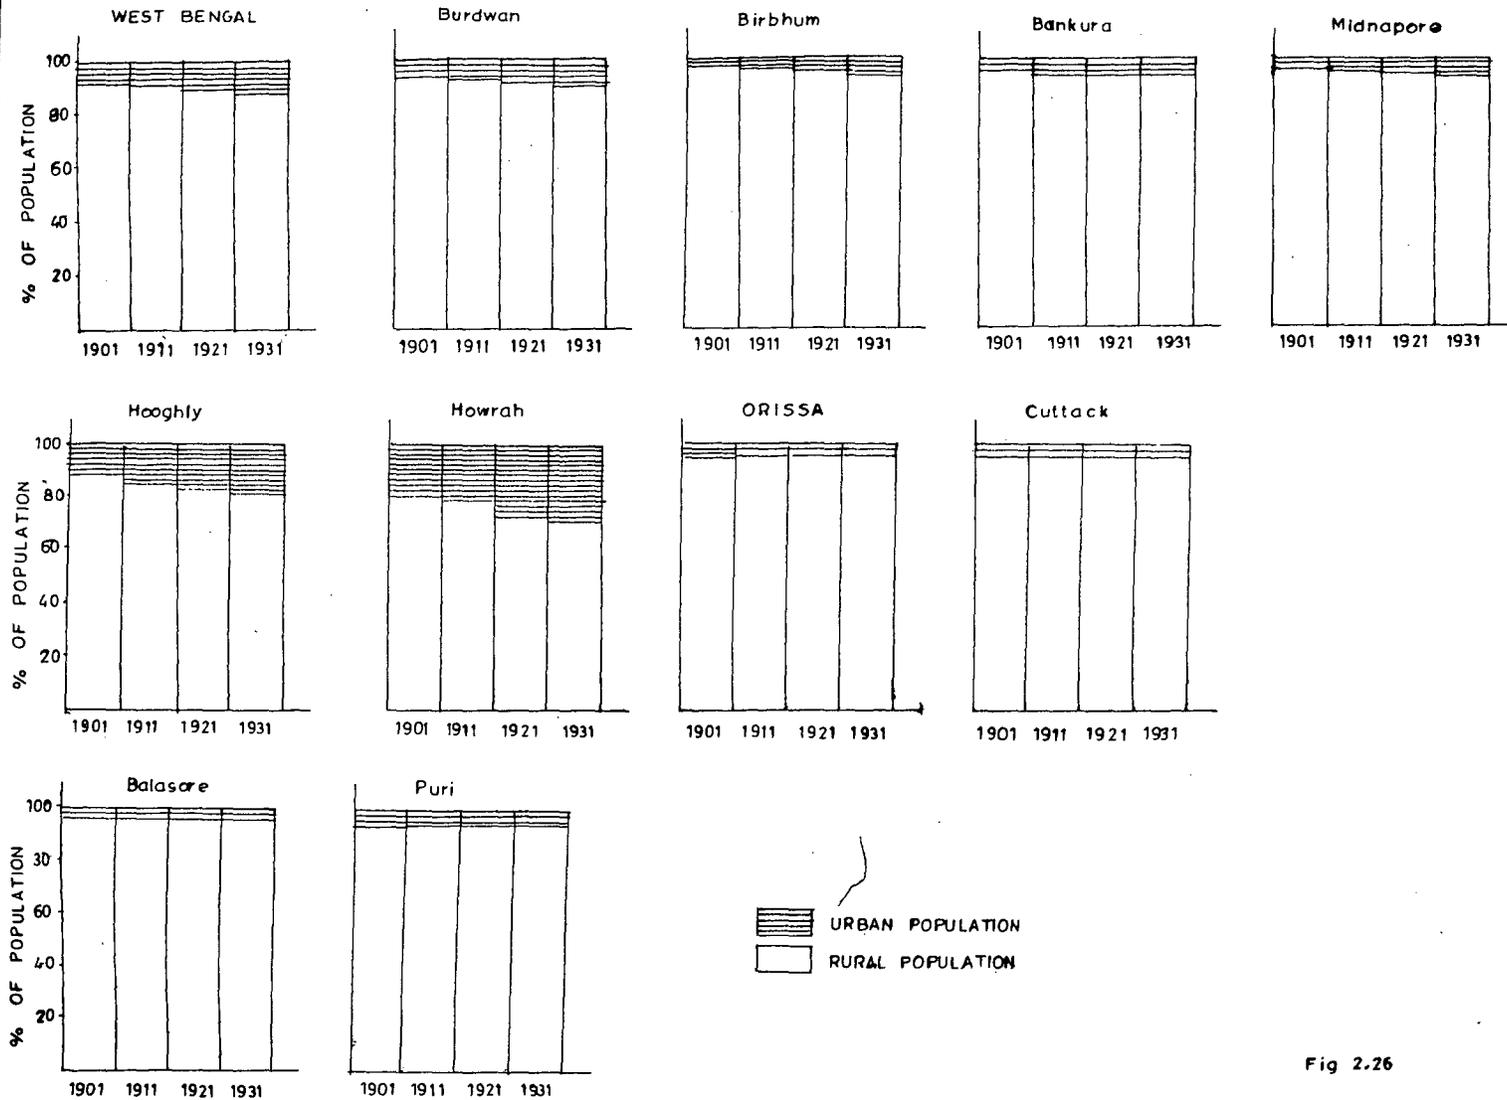 WEST BENGAL
Burdwan
Birbhum
Bankura
Midnapore
% OF POPULATION
100
80
60
40
20
1901 1911 1921 1931
1901 1911 1921 1931
1901 1911 1921 1931
1901 1911 1921 1931
1901 1911 1921 1931
Hooghly
Howrah
ORISSA
Cuttack
% OF POPULATION
100
80
60
40
20
1901 1911 1921 1931
1901 1911 1921 1931
1901 1911 1921 1931
1901 1911 1921 1931
Balasore
Puri
% OF POPULATION
100
30
60
40
20
1901 1911 1921 1931
1901 1911 1921 1931
URBAN POPULATION
RURAL POPULATION
Fig 2.26